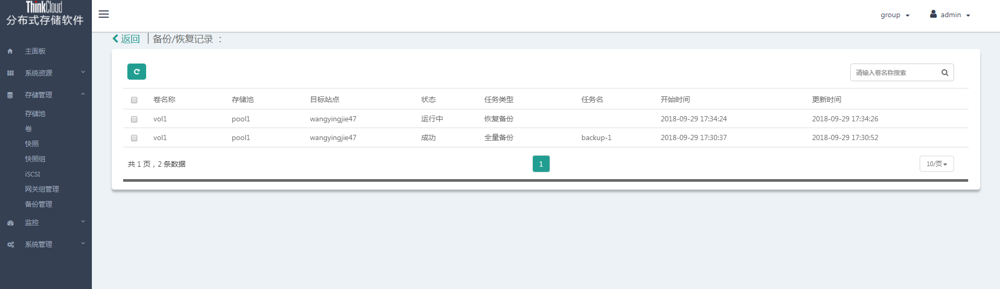 ThinkCloud
分布式存储软件
group admin
返回 备份/恢复记录 :
主面板
系统资源
存储管理
存储池
卷
快照
快照组
iSCSI
网关组管理
备份管理
监控
系统管理
请输入卷名称搜索
卷名称 存储池 目标站点 状态 任务类型 任务名 开始时间 更新时间
vol1 pool1 wangyingjie47 运行中 恢复备份 2018-09-29 17:34:24 2018-09-29 17:34:26
vol1 pool1 wangyingjie47 成功 全量备份 backup-1 2018-09-29 17:30:37 2018-09-29 17:30:52
共 1 页，2 条数据 1 10/页